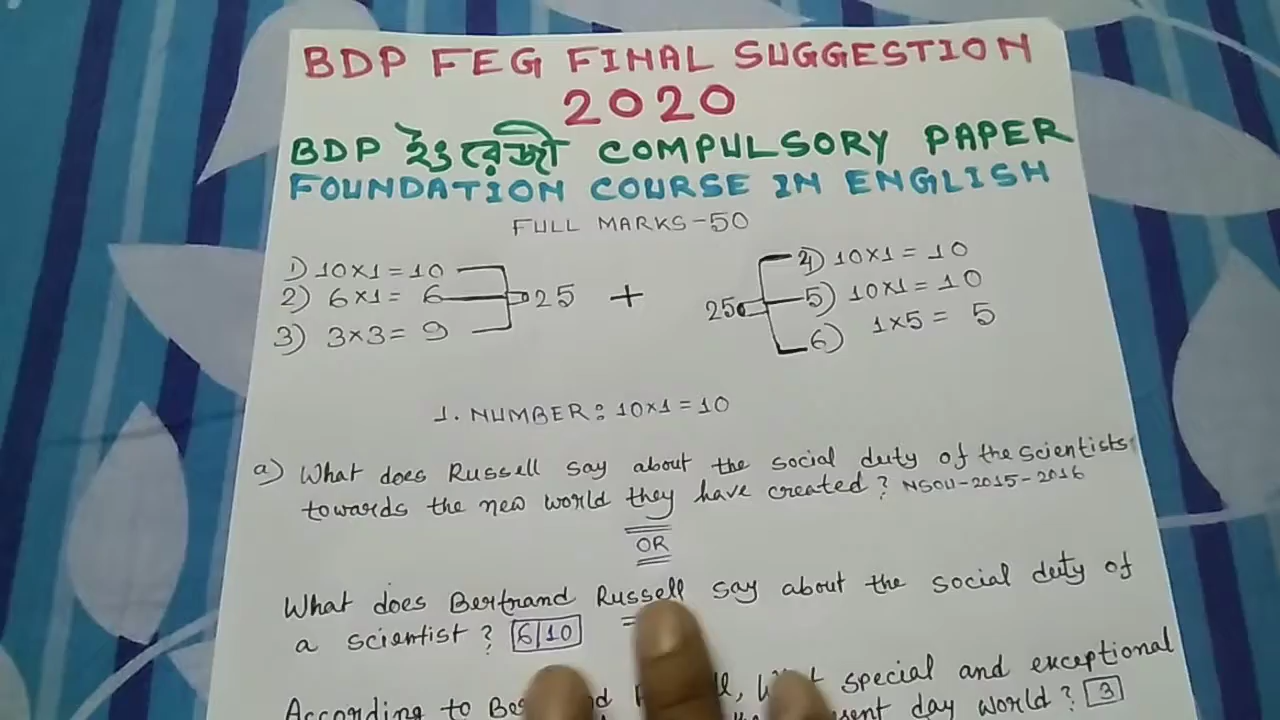 BDP FEG FINAL SUGGESTION
2020
BDP ইংরেজী COMPULSORY PAPER
FOUNDATION COURSE IN ENGLISH
FULL MARKS-50
1) 10×1=10
2) 6×1= 6
3) 3×3= 9
25 + 25
4) 10×1= 10
5) 10×1= 10
6) 1×5= 5
1. NUMBER: 10×1=10
a) What does Russell say about the social duty of the scientists
towards the new world they have created? NSOU-2015-2016
OR
What does Bertrand Russell say about the social duty of
a scientist? 6/10
According to special and exceptional
day world? 3